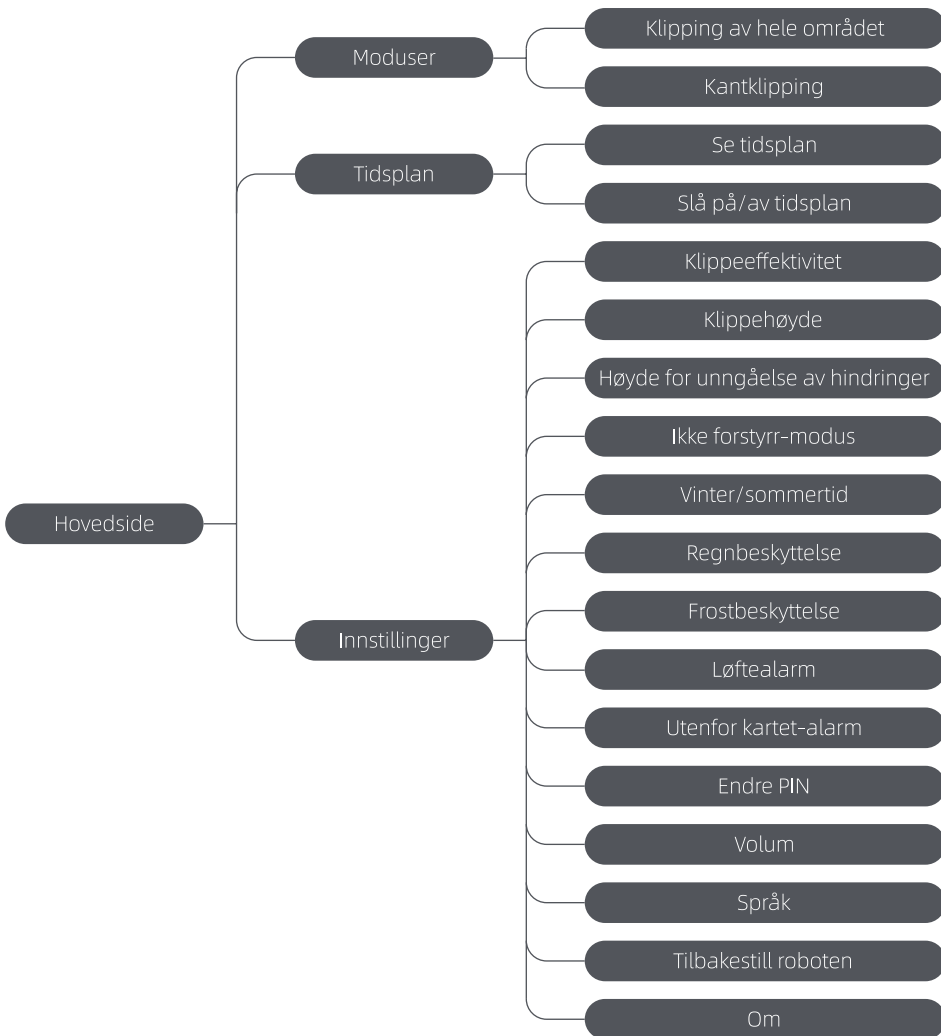 Hovedside
Moduser
Klipping av hele området
Kantklipping
Tidsplan
Se tidsplan
Slå på/av tidsplan
Innstillinger
Klippeeffektivitet
Klippehøyde
Høyde for unngåelse av hindringer
Ikke forstyrr-modus
Vinter/sommertid
Regnbeskyttelse
Frostbeskyttelse
Løftealarm
Utenfor kartet-alarm
Endre PIN
Volum
Språk
Tilbakestill roboten
Om